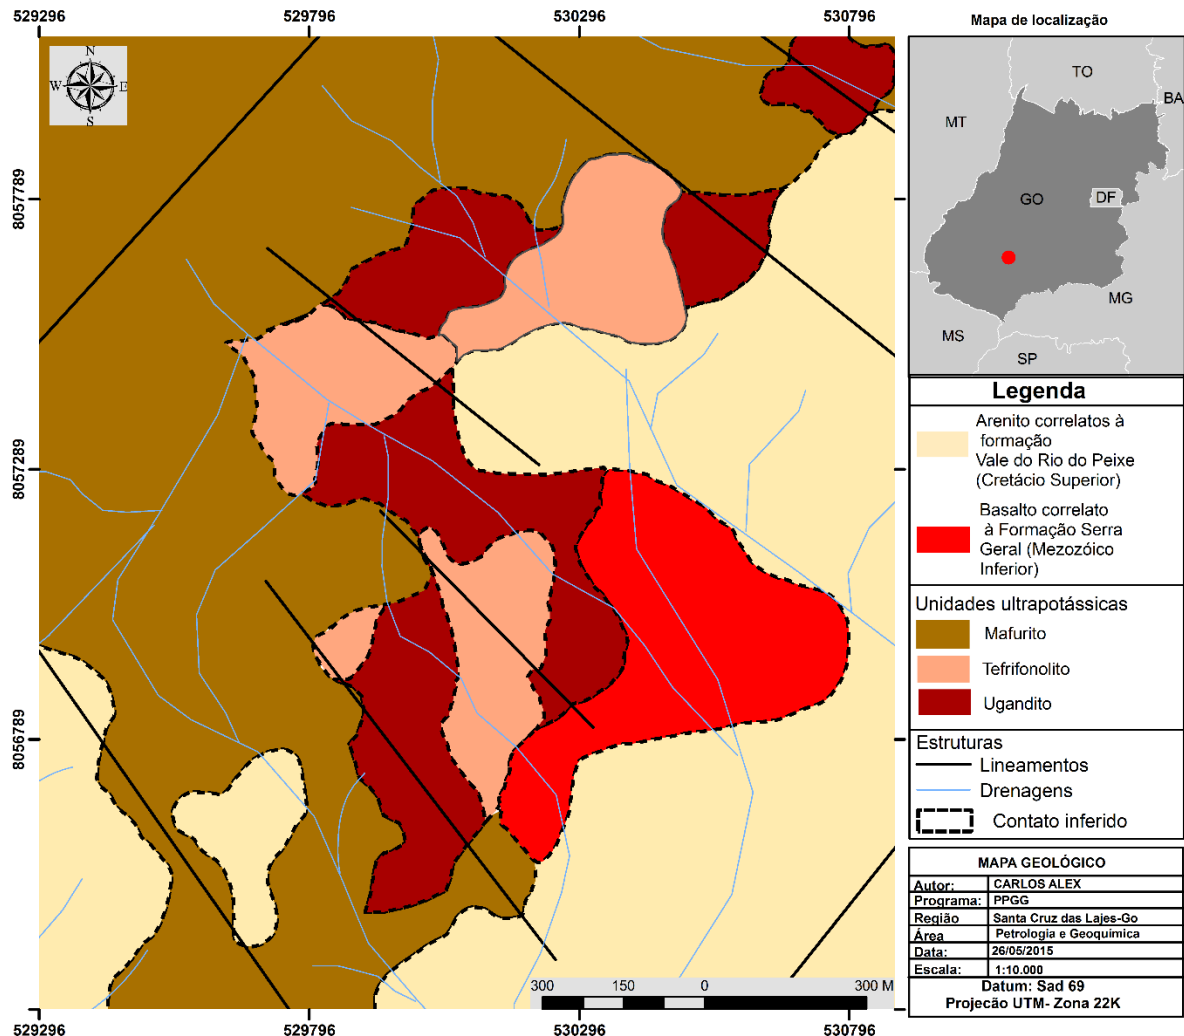 529296
529796
530296
530796
Mapa de localização
N
W
E
S
8057789
8057289
8056789
TO
BA
MT
GO
DF
MG
MS
SP
Legenda
Arenito correlatos à
formação
Vale do Rio do Peixe
(Cretácio Superior)
Basalto correlato
à Formação Serra
Geral (Mezozóico
Inferior)
Unidades ultrapotássicas
Mafurito
Tefrifonolito
Ugandito
Estruturas
Lineamentos
Drenagens
Contato inferido
MAPA GEOLÓGICO
Autor: CARLOS ALEX
Programa: PPGG
Região Santa Cruz das Lajes-Go
Área Petrologia e Geoquímica
Data: 26/05/2015
Escala: 1:10.000
Datum: Sad 69
Projecão UTM- Zona 22K
300 150 0 300 M
529296
529796
530296
530796